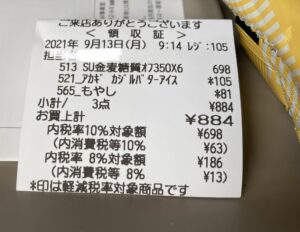 ご来店ありがとうございます
< 領収証 >
2021年 9月13日(月) 9:14 レジ:105
担
513 SU金麦糖質オフ350X6 698
521_アカギ カジルバターアイス *105
565_もやし *81
小計/ 3点 ¥884
お買上計 ¥884
内税率10%対象額 ¥698
(内消費税等10% ¥63)
内税率 8%対象額 ¥186
(内消費税等 8% ¥13)
*印は軽減税率対象商品です